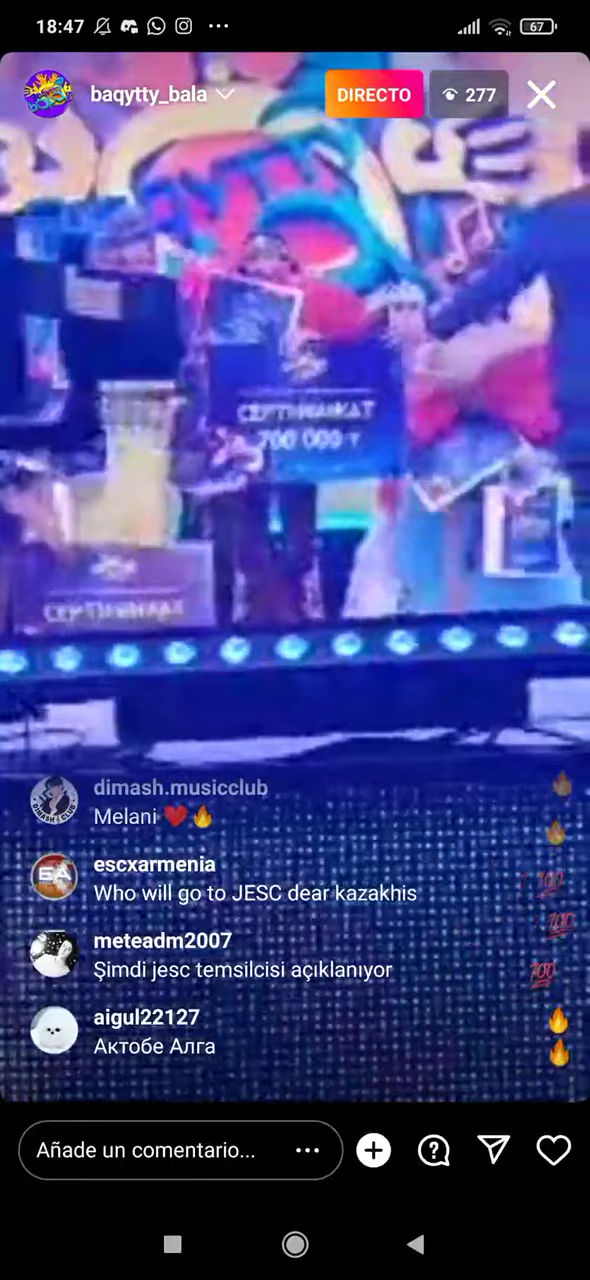 18:47
67
baqytty_bala
DIRECTO
277
СЕРТИФИКАТ
700 000 ₸
СЕРТИФИКАТ
dimash.musicclub
Melani ❤️🔥
escxarmenia
Who will go to JESC dear kazakhis
meteadm2007
Şimdi jesc temsilcisi açıklanıyor
aigul22127
Актобе Алга
Añade un comentario...